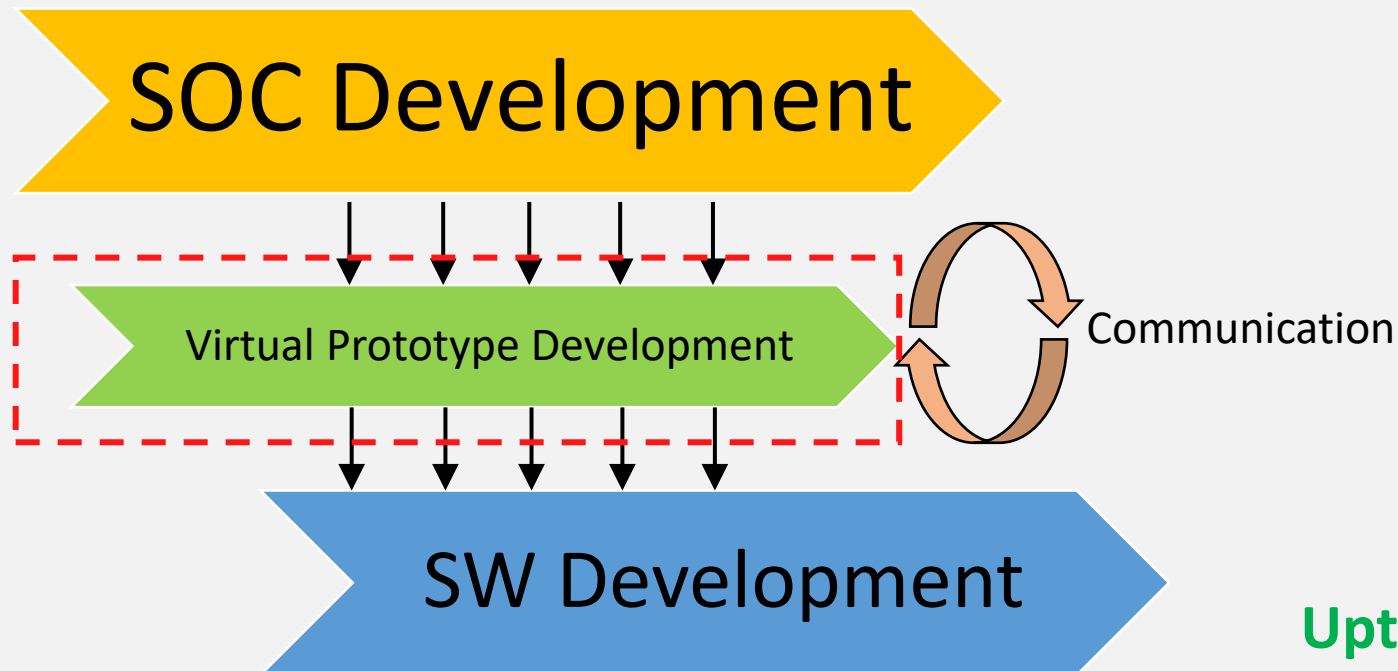 SOC Development
Virtual Prototype Development
Communication
SW Development
Upt